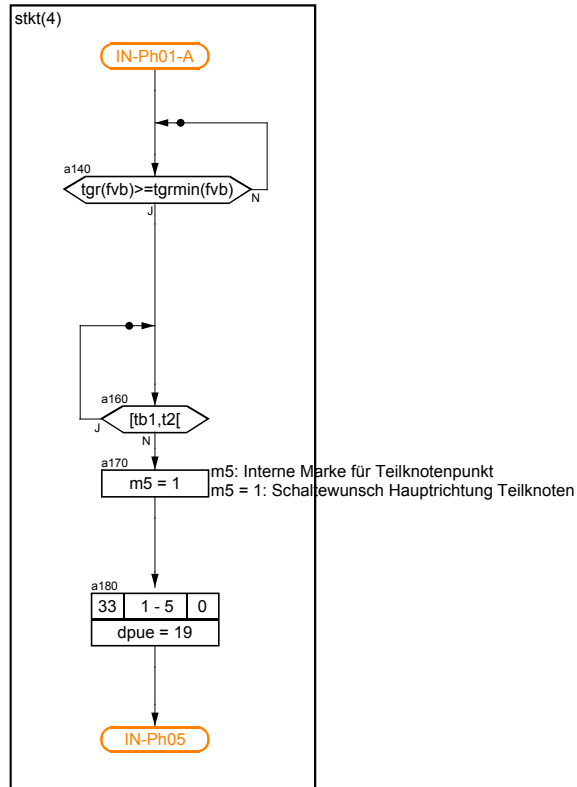 stkt(4)
IN-Ph01-A
a140
tgr(fvb)>=tgrmin(fvb)
N
J
a160
[tb1,t2[
J
N
a170
m5 = 1
m5: Interne Marke für Teilknotenpunkt
m5 = 1: Schaltewunsch Hauptrichtung Teilknoten
a180
33 1 - 5 0
dpue = 19
IN-Ph05